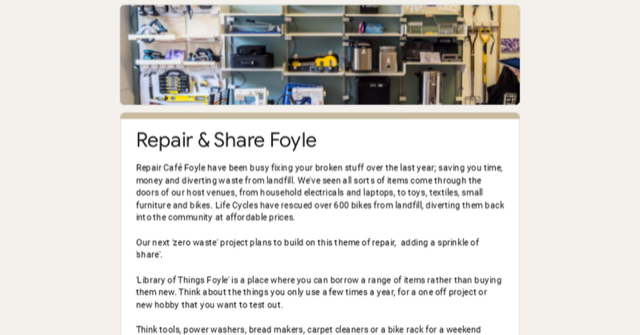 Repair & Share Foyle
Repair Café Foyle have been busy fixing your broken stuff over the last year; saving you time,
money and diverting waste from landfill. We've seen all sorts of items come through the
doors of our host venues, from household electricals and laptops, to toys, textiles, small
furniture and bikes. Life Cycles have rescued over 600 bikes from landfill, diverting them back
into the community at affordable prices.
Our next 'zero waste' project plans to build on this theme of repair, adding a sprinkle of
'share'.
'Library of Things Foyle' is a place where you can borrow a range of items rather than buying
them new. Think about the things you only use a few times a year, for a one off project or
new hobby that you want to test out.
Think tools, power washers, bread makers, carpet cleaners or a bike rack for a weekend